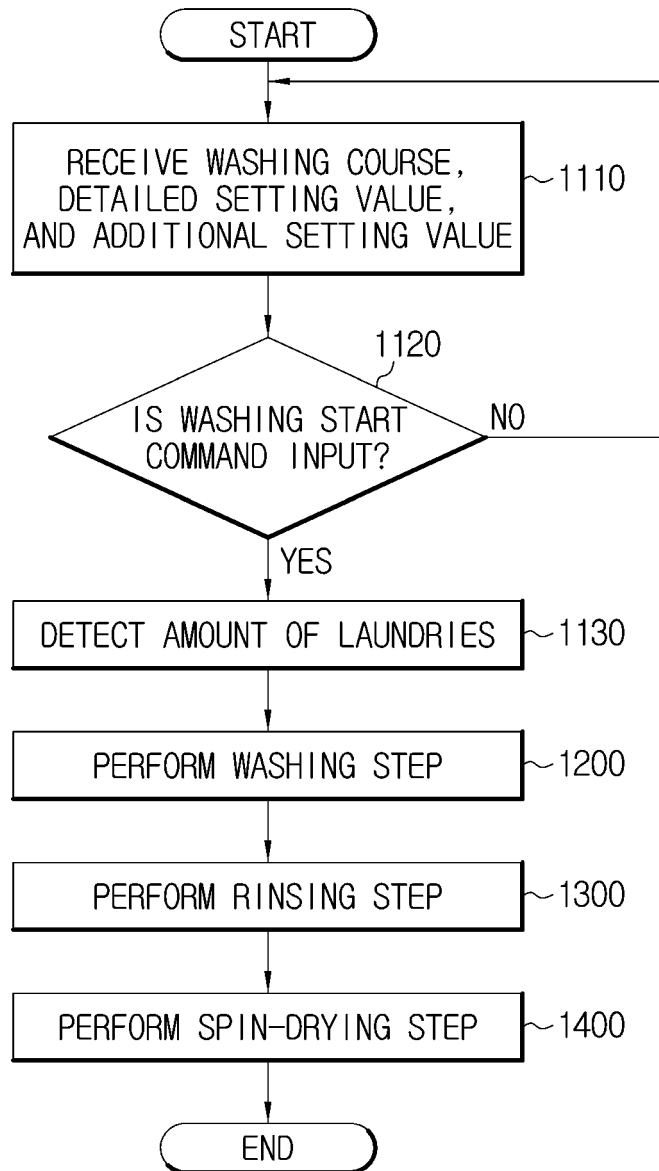 START
RECEIVE WASHING COURSE,
DETAILED SETTING VALUE,
AND ADDITIONAL SETTING VALUE
1110
1120
IS WASHING START
COMMAND INPUT?
NO
YES
DETECT AMOUNT OF LAUNDRIES
1130
PERFORM WASHING STEP
1200
PERFORM RINSING STEP
1300
PERFORM SPIN-DRYING STEP
1400
END